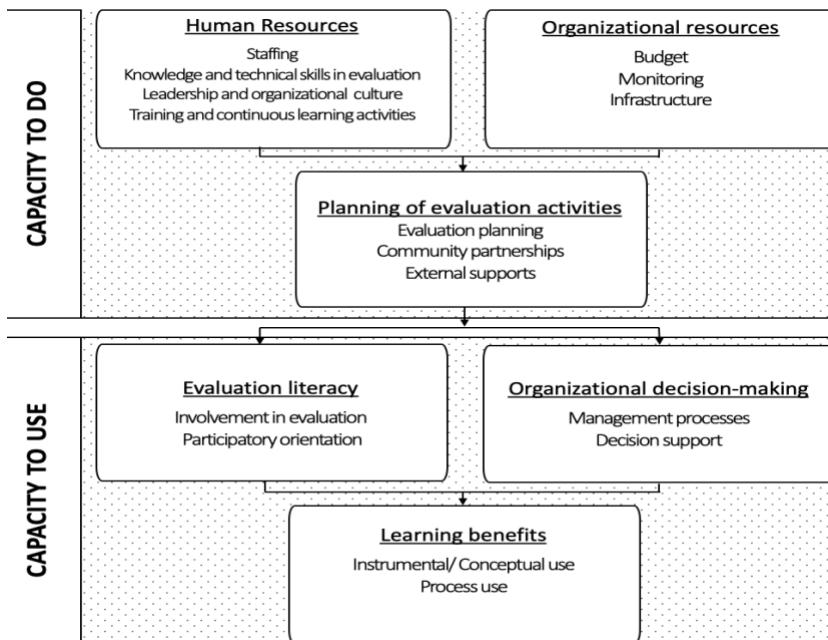 CAPACITY TO DO
Human Resources
Staffing
Knowledge and technical skills in evaluation
Leadership and organizational culture
Training and continuous learning activities
Organizational resources
Budget
Monitoring
Infrastructure
Planning of evaluation activities
Evaluation planning
Community partnerships
External supports
CAPACITY TO USE
Evaluation literacy
Involvement in evaluation
Participatory orientation
Organizational decision-making
Management processes
Decision support
Learning benefits
Instrumental/ Conceptual use
Process use